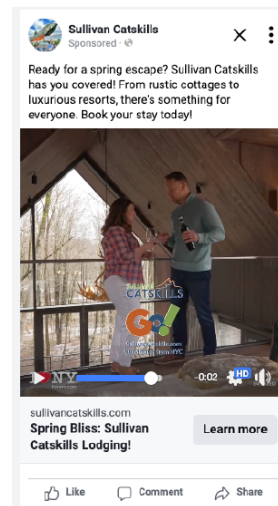 Sullivan Catskills
Sponsored ·
Ready for a spring escape? Sullivan Catskills
has you covered! From rustic cottages to
luxurious resorts, there's something for
everyone. Book your stay today!
CATSKILLS
Go!
from NYC
NY
-0:02
HD
sullivancatskills.com
Spring Bliss: Sullivan
Catskills Lodging!
Learn more
Like
Comment
Share